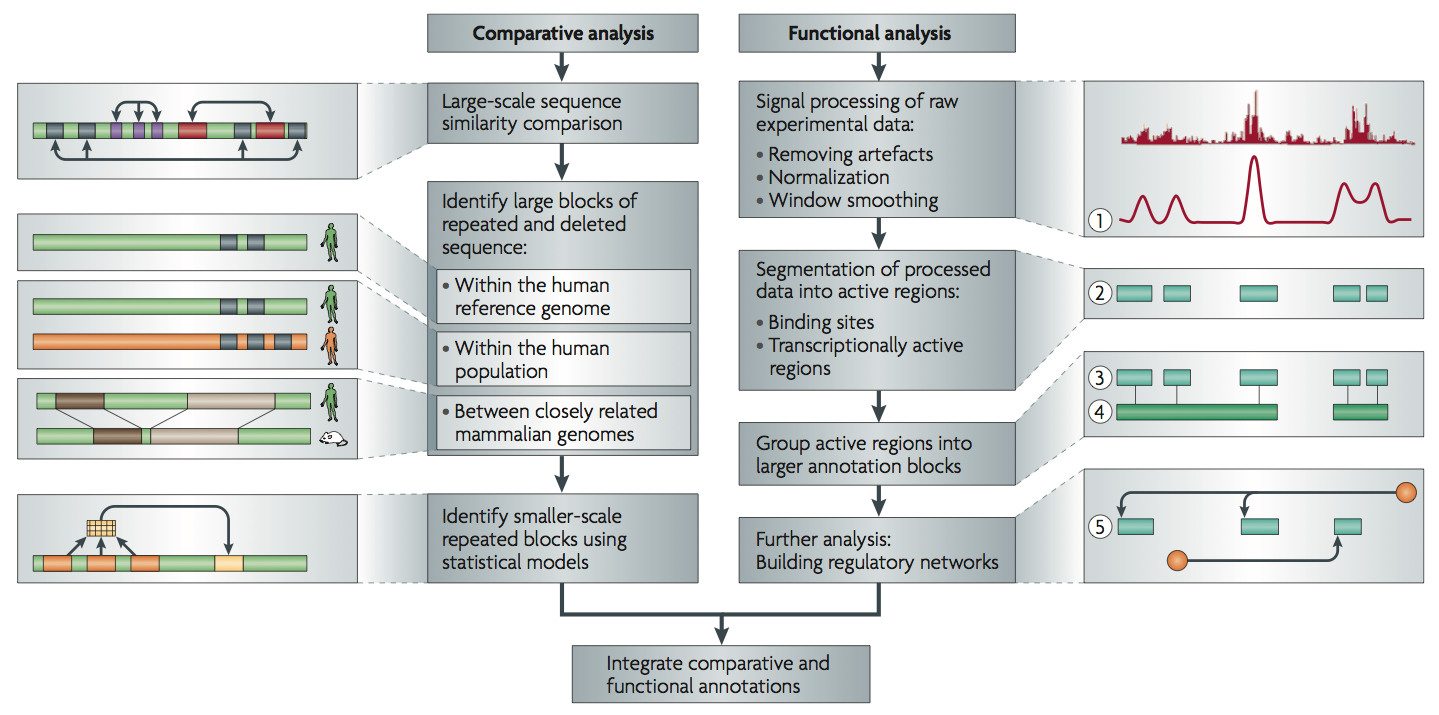 Comparative analysis
Large-scale sequence
similarity comparison
Identify large blocks of
repeated and deleted
sequence:
• Within the human
reference genome
• Within the human
population
• Between closely related
mammalian genomes
Identify smaller-scale
repeated blocks using
statistical models
Functional analysis
Signal processing of raw
experimental data:
• Removing artefacts
• Normalization
• Window smoothing
1
Segmentation of processed
data into active regions:
• Binding sites
• Transcriptionally active
regions
2
Group active regions into
larger annotation blocks
3
4
Further analysis:
Building regulatory networks
5
Integrate comparative and
functional annotations